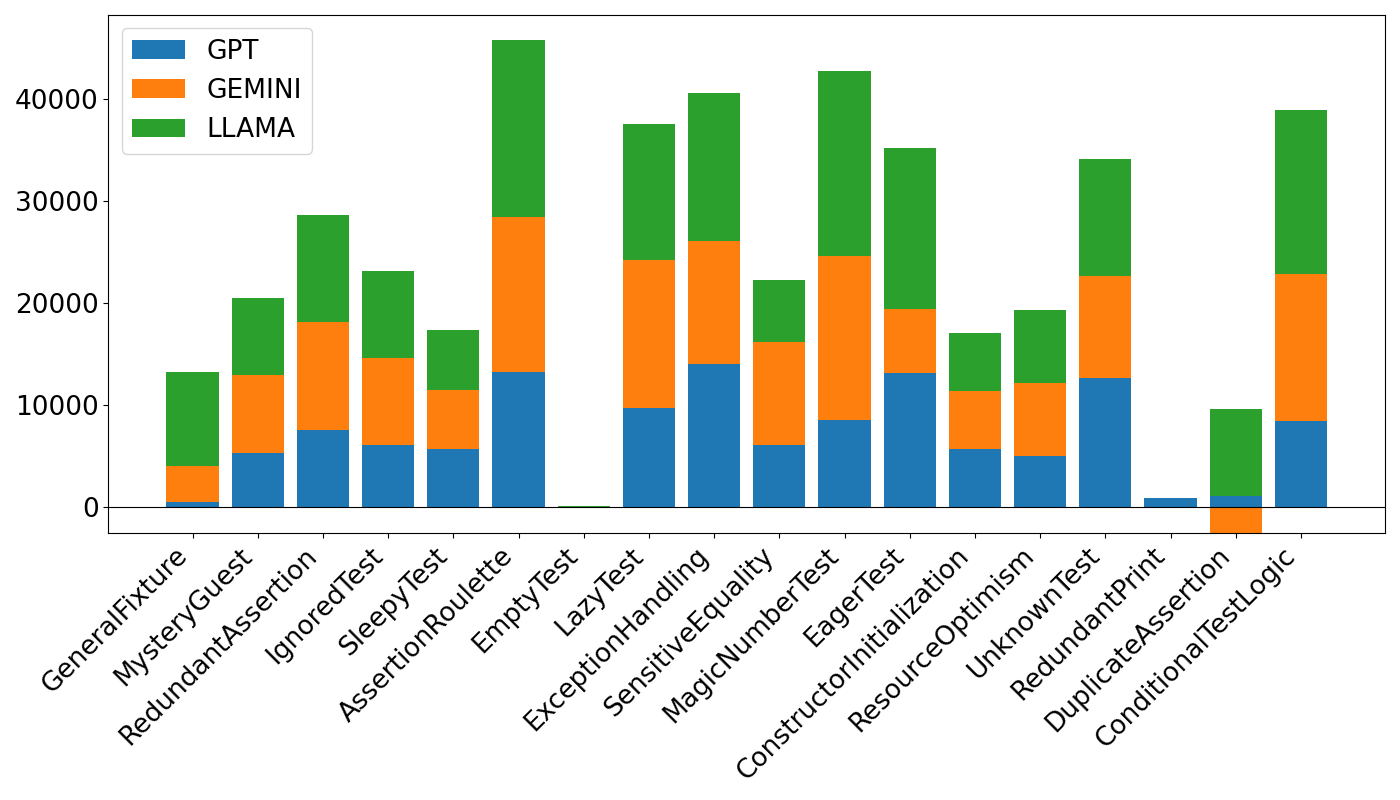 GPT
GEMINI
LLAMA
40000
30000
20000
10000
0
GeneralFixture
MysteryGuest
RedundantAssertion
IgnoredTest
SleepyTest
AssertionRoulette
EmptyTest
LazyTest
ExceptionHandling
SensitiveEquality
MagicNumberTest
EagerTest
ConstructorInitialization
ResourceOptimism
UnknownTest
RedundantPrint
DuplicateAssertion
ConditionalTestLogic